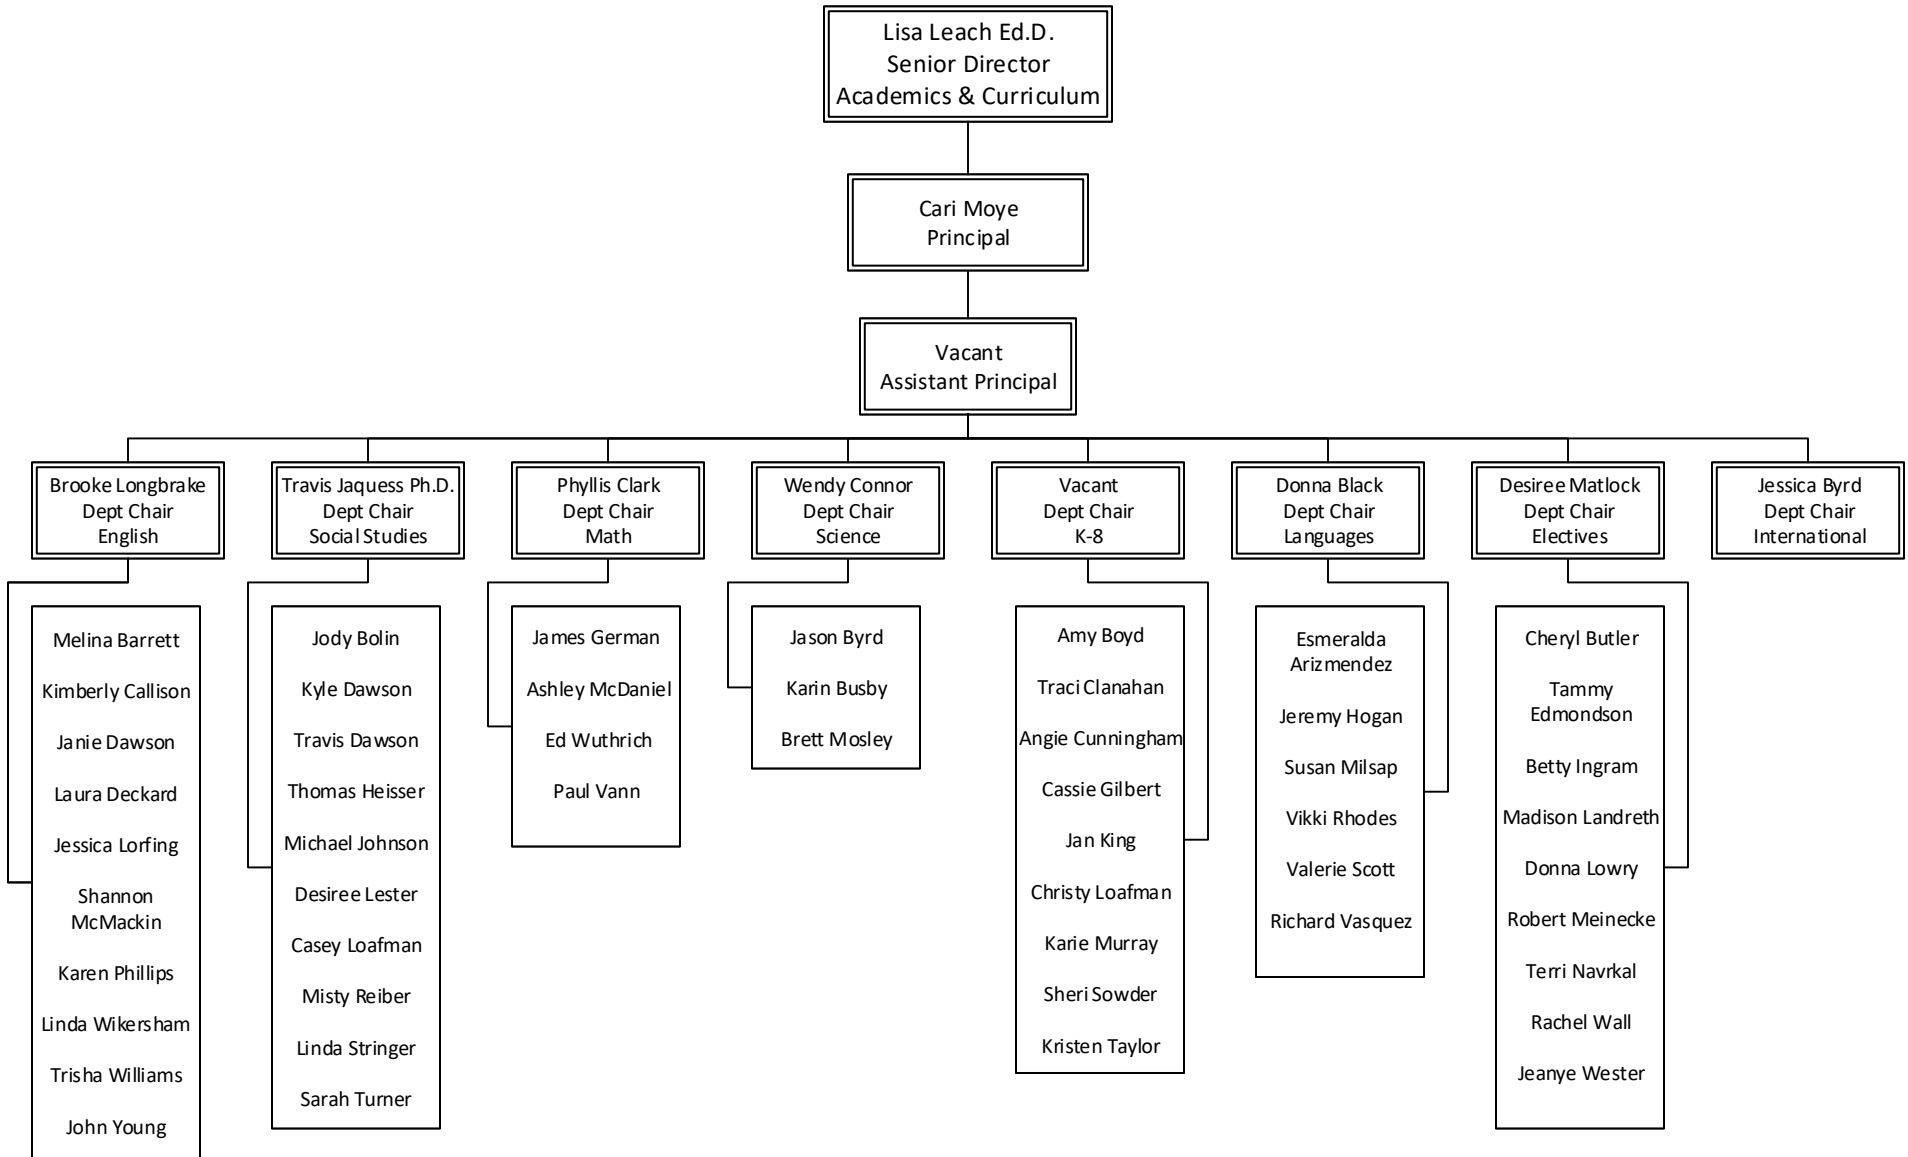 Lisa Leach Ed.D.
Senior Director
Academics & Curriculum
Cari Moye
Principal
Vacant
Assistant Principal
Brooke Longbrake
Dept Chair
English
Travis Jaquess Ph.D.
Dept Chair
Social Studies
Phyllis Clark
Dept Chair
Math
Wendy Connor
Dept Chair
Science
Vacant
Dept Chair
K-8
Donna Black
Dept Chair
Languages
Desiree Matlock
Dept Chair
Electives
Jessica Byrd
Dept Chair
International
Melina Barrett
Kimberly Callison
Janie Dawson
Laura Deckard
Jessica Lorfing
Shannon
McMackin
Karen Phillips
Linda Wikersham
Trisha Williams
John Young
Jody Bolin
Kyle Dawson
Travis Dawson
Thomas Heisser
Michael Johnson
Desiree Lester
Casey Loafman
Misty Reiber
Linda Stringer
Sarah Turner
James German
Ashley McDaniel
Ed Wuthrich
Paul Vann
Jason Byrd
Karin Busby
Brett Mosley
Amy Boyd
Traci Clanahan
Angie Cunningham
Cassie Gilbert
Jan King
Christy Loafman
Karie Murray
Sheri Sowder
Kristen Taylor
Esmeralda
Arizmendez
Jeremy Hogan
Susan Milsap
Vikki Rhodes
Valerie Scott
Richard Vasquez
Cheryl Butler
Tammy
Edmondson
Betty Ingram
Madison Landreth
Donna Lowry
Robert Meinecke
Terri Navrkal
Rachel Wall
Jeanye Wester